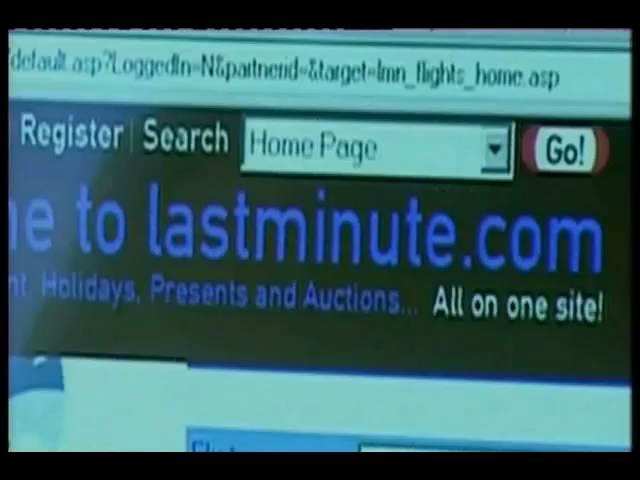 default.asp?LoggedIn=N&partnerid=&target=lmn_flights_home.asp
Register | Search Home Page Go!
e to lastminute.com
nt, Holidays, Presents and Auctions... All on one site!